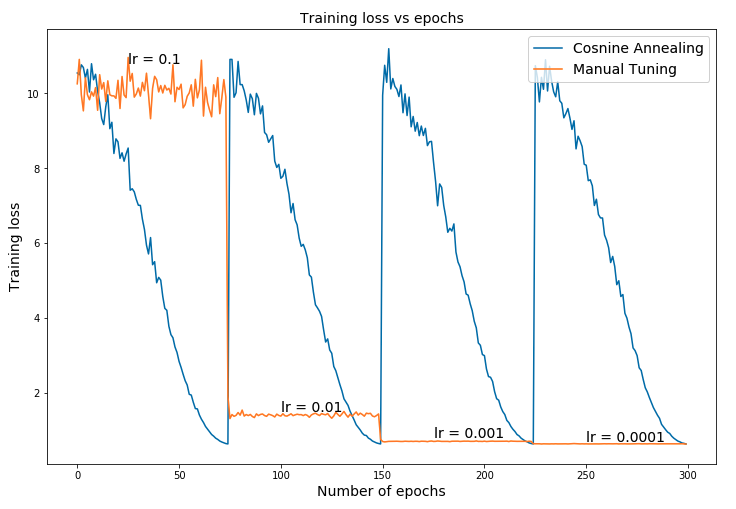 Training loss vs epochs
Cosnine Annealing
Manual Tuning
lr = 0.1
lr = 0.01
lr = 0.001
lr = 0.0001
Training loss
10
8
6
4
2
0
50
100
150
200
250
300
Number of epochs